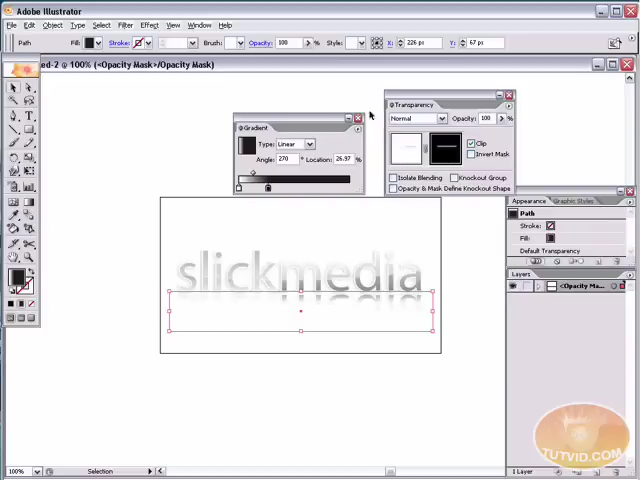 Adobe Illustrator
File Edit Object Type Select Filter Effect View Window Help
Path Fill: Stroke: Brush: Opacity: 100 % Style: X: 226 px Y: 67 px
ed-2 @ 100% (<Opacity Mask>/Opacity Mask)
Transparency
Normal Opacity: 100 %
Clip
Invert Mask
Isolate Blending Knockout Group
Opacity & Mask Define Knockout Shape
Gradient
Type: Linear
Angle: 270 ° Location: 26.97 %
slickmedia
Appearance Graphic Styles
Path
Stroke:
Fill:
Default Transparency
Layers
<Opacity Ma...
1 Layer
TUTVID.COM
100% Selection